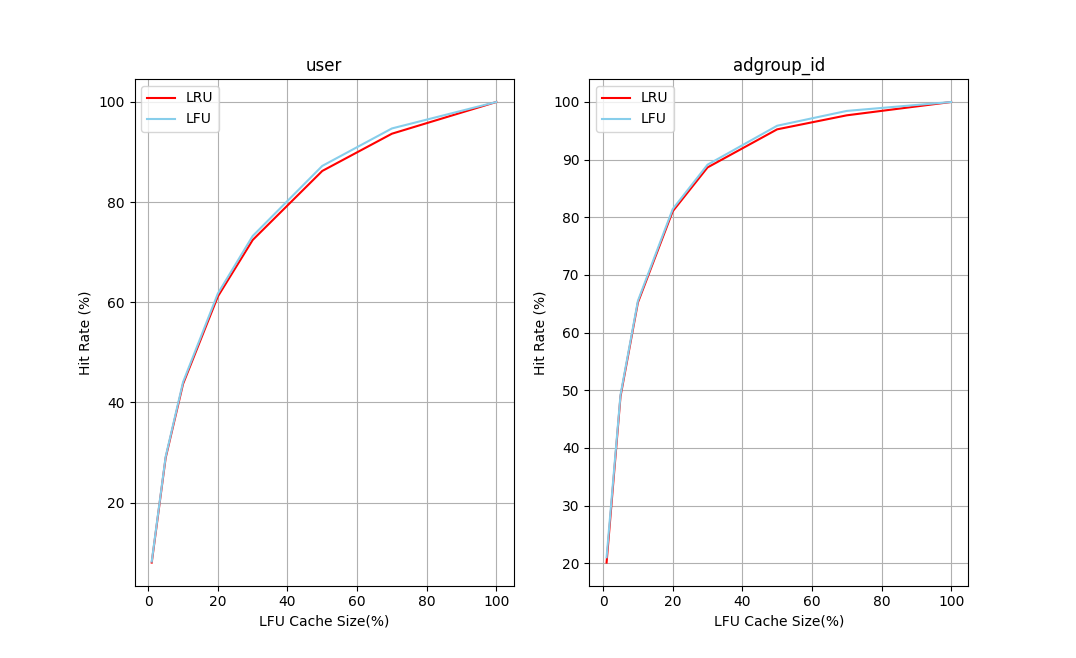 user
LRU
LFU
100
80
60
40
20
Hit Rate (%)
0 20 40 60 80 100
LFU Cache Size(%)
adgroup_id
LRU
LFU
100
90
80
70
60
50
40
30
20
Hit Rate (%)
0 20 40 60 80 100
LFU Cache Size(%)